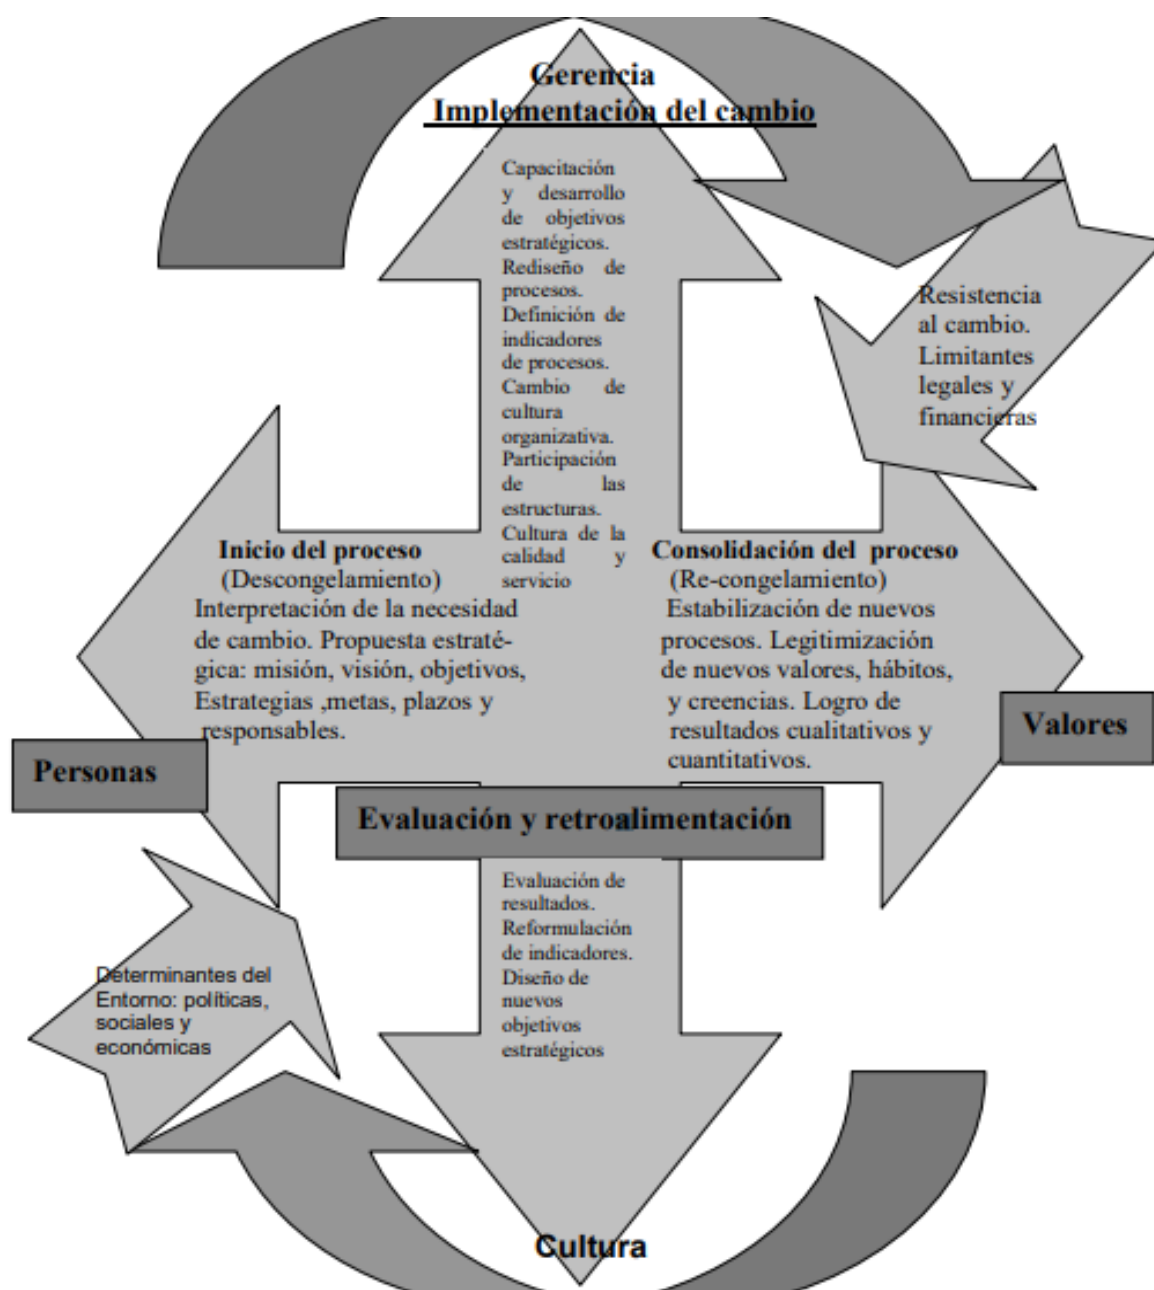 Gerencia
Implementación del cambio
Capacitación
y desarrollo
de objetivos
estratégicos.
Rediseño de
procesos.
Definición de
indicadores
de procesos.
Cambio de
cultura
organizativa.
Participación
de las
estructuras.
Cultura de la
calidad y
servicio
Resistencia
al cambio.
Limitantes
legales y
financieras
Inicio del proceso
(Descongelamiento)
Interpretación de la necesidad
de cambio. Propuesta estraté-
gica: misión, visión, objetivos,
Estrategias ,metas, plazos y
responsables.
Consolidación del proceso
(Re-congelamiento)
Estabilización de nuevos
procesos. Legitimización
de nuevos valores, hábitos,
y creencias. Logro de
resultados cualitativos y
cuantitativos.
Valores
Personas
Evaluación y retroalimentación
Evaluación de
resultados.
Reformulación
de indicadores.
Diseño de
nuevos
objetivos
estratégicos
Determinantes del
Entorno: políticas,
sociales y
económicas
Cultura